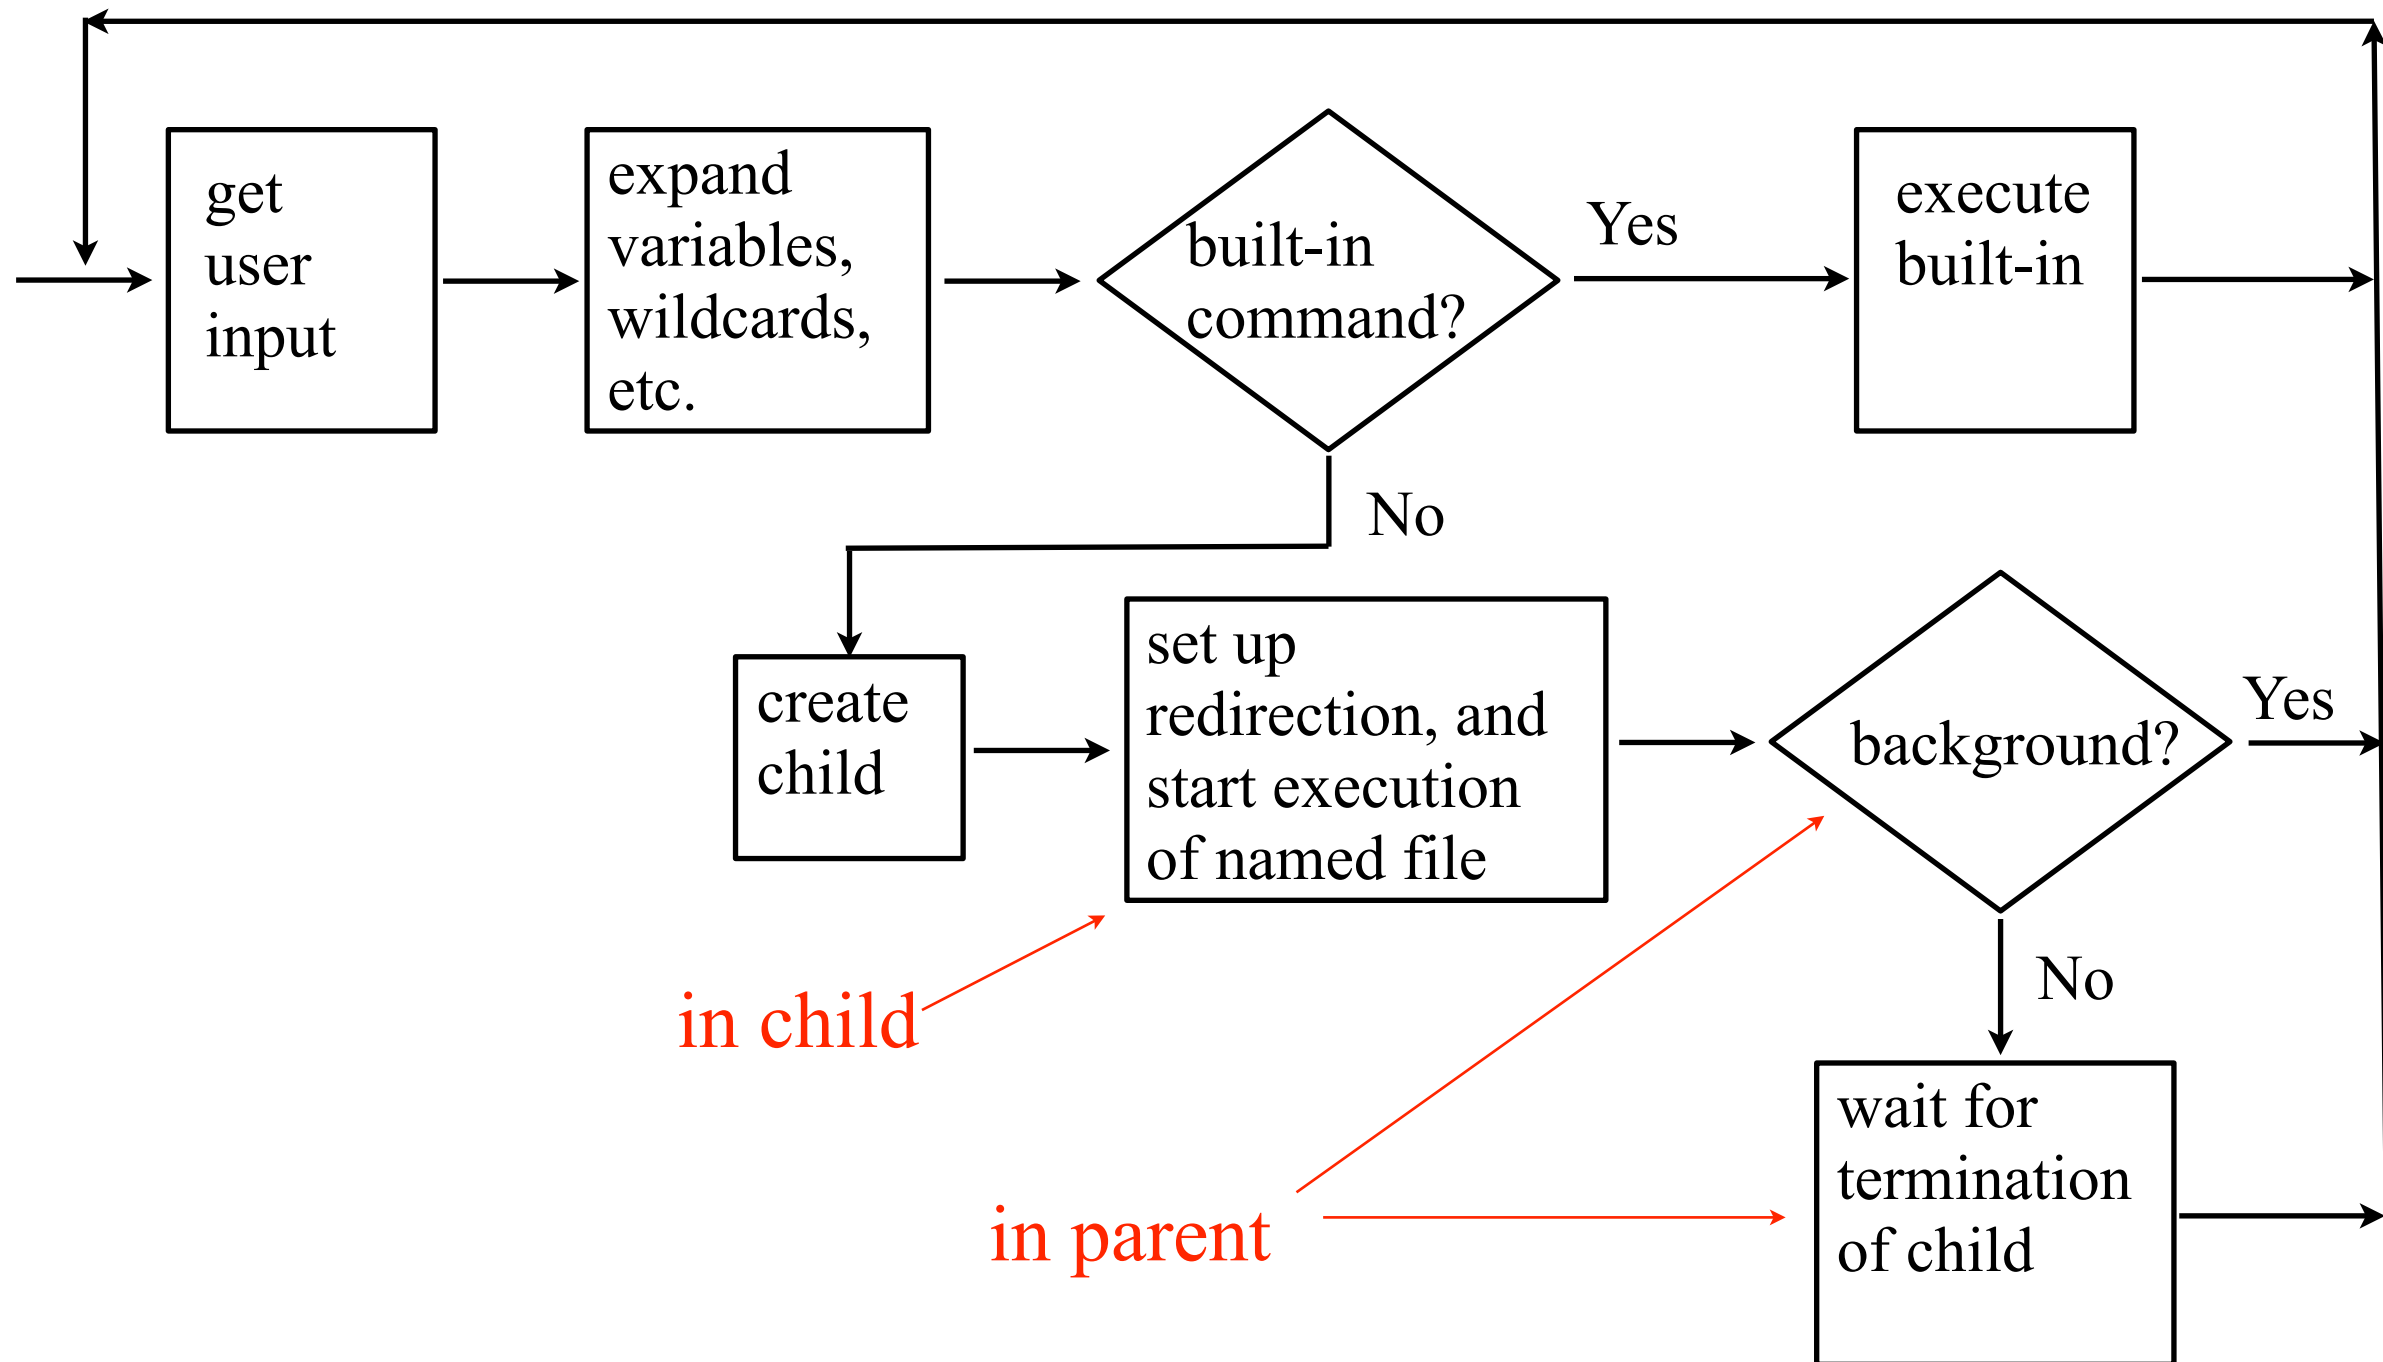 get
user
input
expand
variables,
wildcards,
etc.
built-in
command?
Yes
execute
built-in
No
create
child
set up
redirection, and
start execution
of named file
background?
Yes
in child
No
in parent
wait for
termination
of child